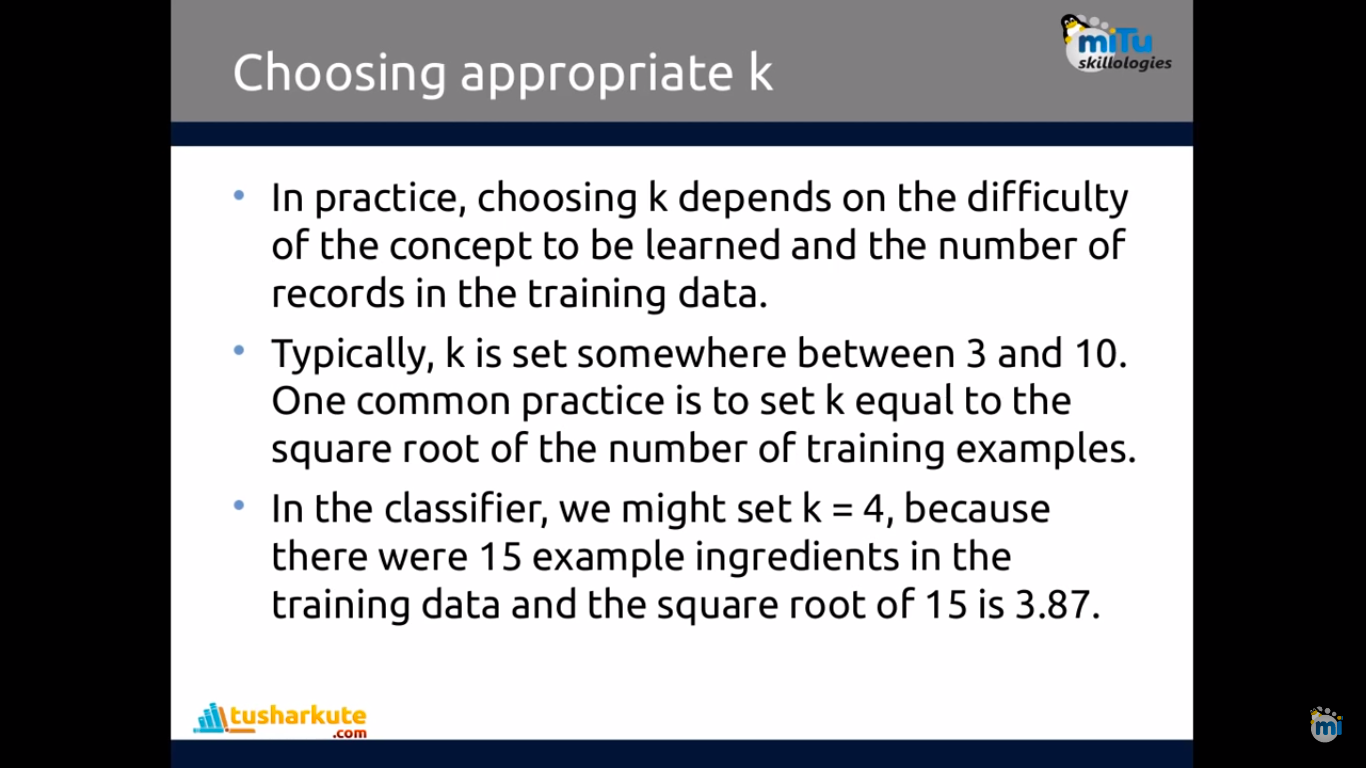 Choosing appropriate k
miTu
skillologies
• In practice, choosing k depends on the difficulty
of the concept to be learned and the number of
records in the training data.
• Typically, k is set somewhere between 3 and 10.
One common practice is to set k equal to the
square root of the number of training examples.
• In the classifier, we might set k = 4, because
there were 15 example ingredients in the
training data and the square root of 15 is 3.87.
tusharkute
.com
mi